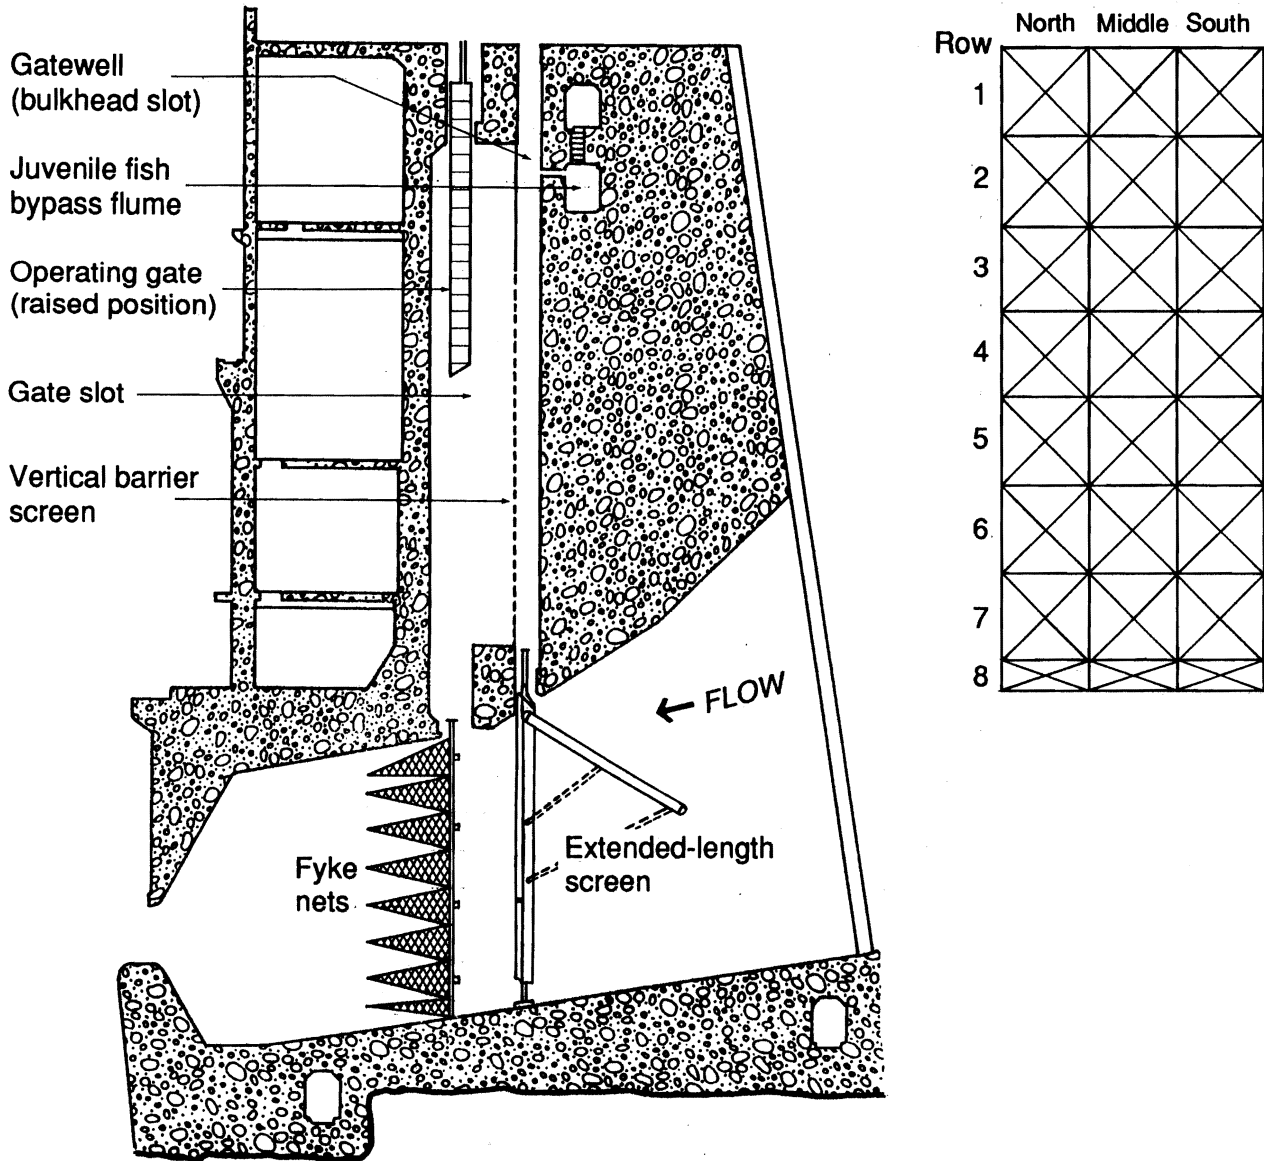 Gatewell
(bulkhead slot)
Juvenile fish
bypass flume
Operating gate
(raised position)
Gate slot
Vertical barrier
screen
← FLOW
Extended-length
screen
Fyke
nets
North Middle South
Row
1
2
3
4
5
6
7
8